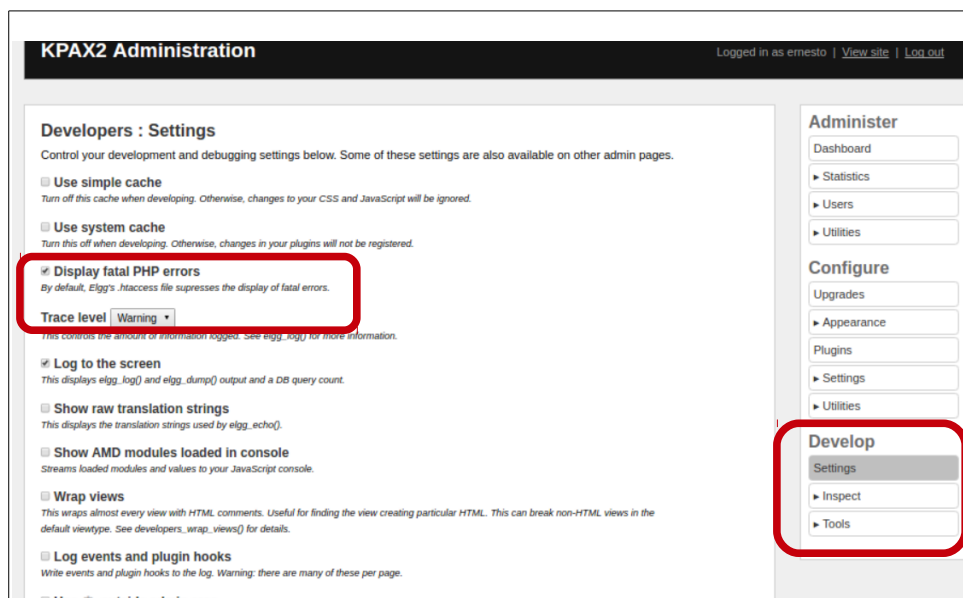 KPAX2 Administration
Logged in as ernesto | View site | Log out
Developers : Settings
Control your development and debugging settings below. Some of these settings are also available on other admin pages.
Use simple cache
Turn off this cache when developing. Otherwise, changes to your CSS and JavaScript will be ignored.
Use system cache
Turn this off when developing. Otherwise, changes in your plugins will not be registered.
Display fatal PHP errors
By default, Elgg's .htaccess file supresses the display of fatal errors.
Trace level Warning
This controls the amount of information logged. See elgg_log() for more information.
Log to the screen
This displays elgg_log() and elgg_dump() output and a DB query count.
Show raw translation strings
This displays the translation strings used by elgg_echo().
Show AMD modules loaded in console
Streams loaded modules and values to your JavaScript console.
Wrap views
This wraps almost every view with HTML comments. Useful for finding the view creating particular HTML. This can break non-HTML views in the
default viewtype. See developers_wrap_views() for details.
Log events and plugin hooks
Write events and plugin hooks to the log. Warning: there are many of these per page.
Administer
Dashboard
▸ Statistics
▸ Users
▸ Utilities
Configure
Upgrades
▸ Appearance
Plugins
▸ Settings
▸ Utilities
Develop
Settings
▸ Inspect
▸ Tools